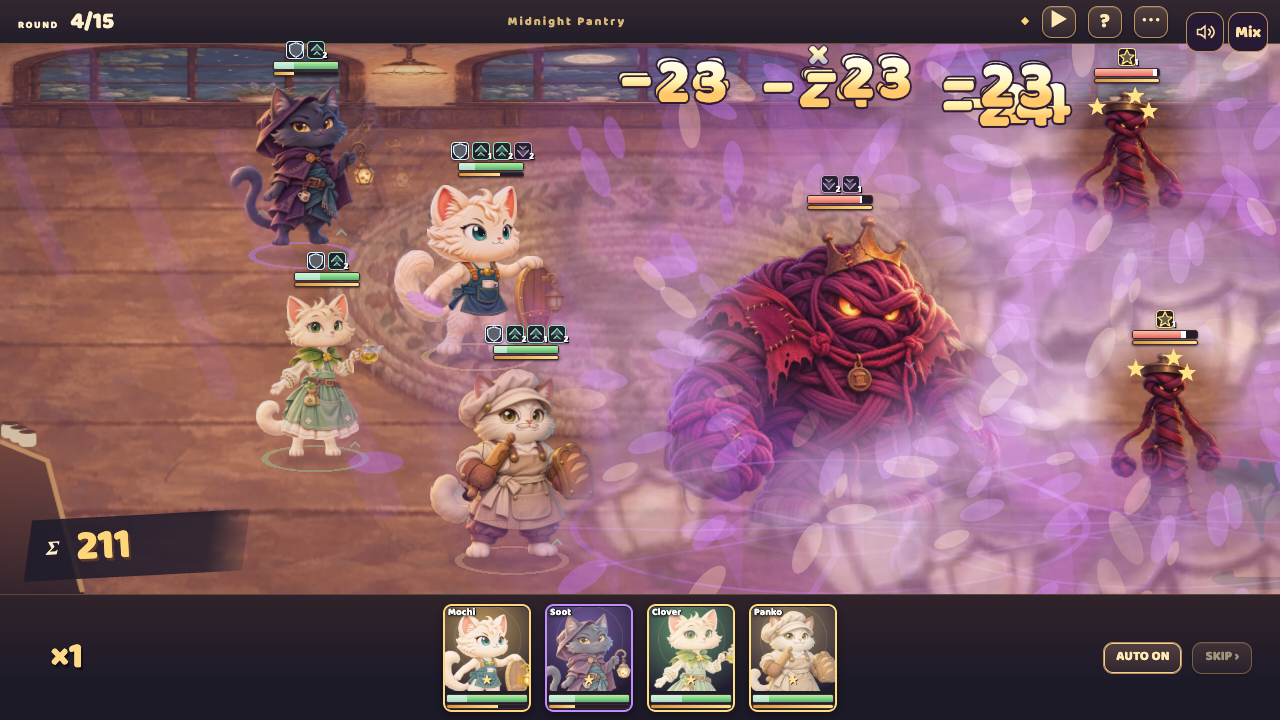 ROUND 4/15
Midnight Pantry
?
...
Mix
-23
-23
23
Σ 211
×1
Mochi
Soot
Clover
Panko
AUTO ON
SKIP ›